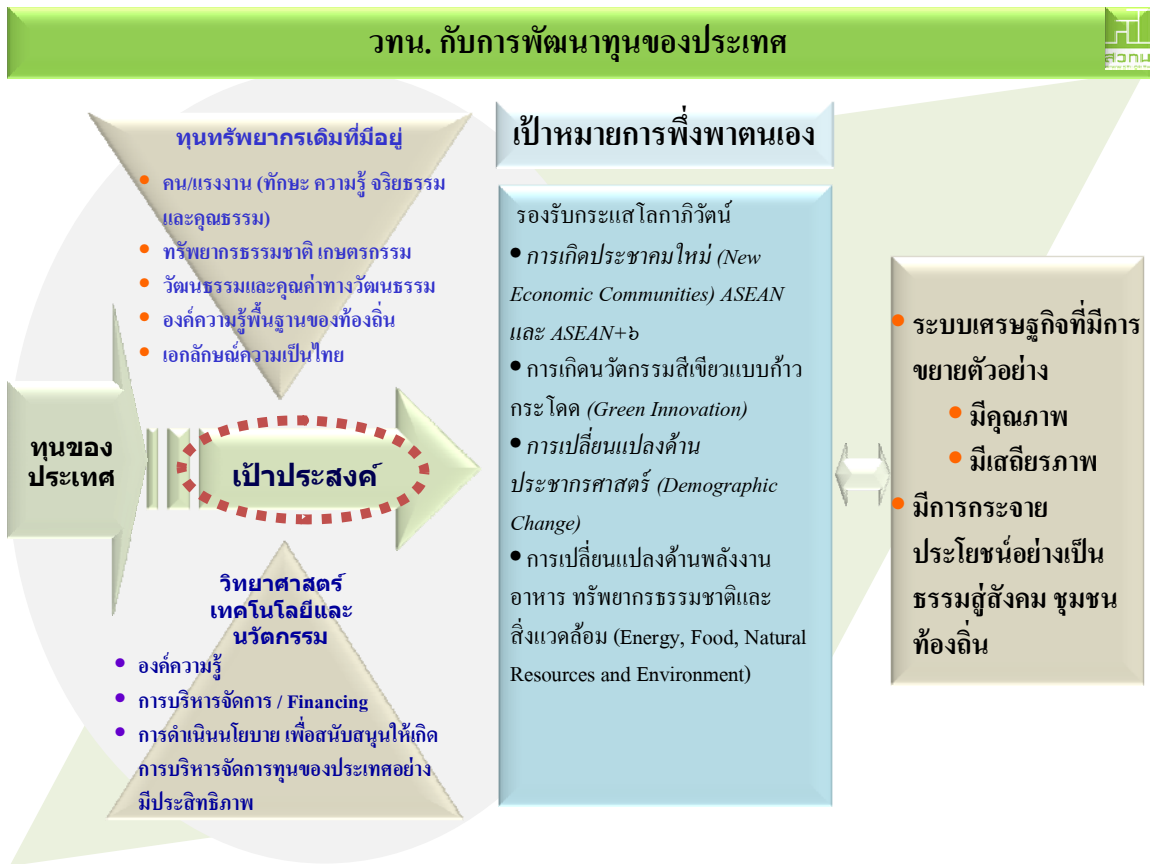 วทน. กับการพัฒนาทุนของประเทศ
สวทน
ทุนทรัพยากรเดิมที่มีอยู่
• คน/แรงงาน (ทักษะ ความรู้ จริยธรรม
และคุณธรรม)
• ทรัพยากรธรรมชาติ เกษตรกรรม
• วัฒนธรรมและคุณค่าทางวัฒนธรรม
• องค์ความรู้พื้นฐานของท้องถิ่น
• เอกลักษณ์ความเป็นไทย
ทุนของ
ประเทศ
เป้าประสงค์
วิทยาศาสตร์
เทคโนโลยีและ
นวัตกรรม
• องค์ความรู้
• การบริหารจัดการ / Financing
• การดำเนินนโยบาย เพื่อสนับสนุนให้เกิด
การบริหารจัดการทุนของประเทศอย่าง
มีประสิทธิภาพ
เป้าหมายการพึ่งพาตนเอง
รองรับกระแสโลกาภิวัตน์
• การเกิดประชาคมใหม่ (New
Economic Communities) ASEAN
และ ASEAN+๖
• การเกิดนวัตกรรมสีเขียวแบบก้าว
กระโดด (Green Innovation)
• การเปลี่ยนแปลงด้าน
ประชากรศาสตร์ (Demographic
Change)
• การเปลี่ยนแปลงด้านพลังงาน
อาหาร ทรัพยากรธรรมชาติและ
สิ่งแวดล้อม (Energy, Food, Natural
Resources and Environment)
• ระบบเศรษฐกิจที่มีการ
ขยายตัวอย่าง
• มีคุณภาพ
• มีเสถียรภาพ
• มีการกระจาย
ประโยชน์อย่างเป็น
ธรรมสู่สังคม ชุมชน
ท้องถิ่น